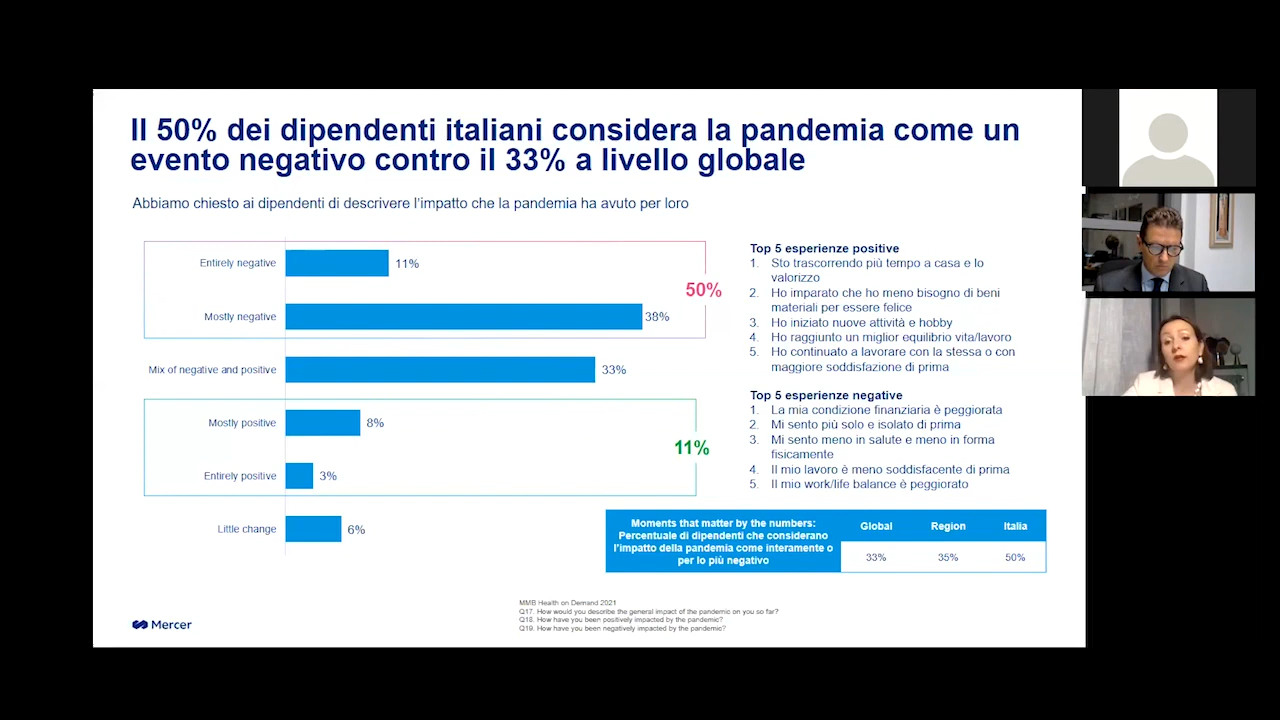 Il 50% dei dipendenti italiani considera la pandemia come un
evento negativo contro il 33% a livello globale
Abbiamo chiesto ai dipendenti di descrivere l'impatto che la pandemia ha avuto per loro
Entirely negative
11%
50%
Mostly negative
38%
Mix of negative and positive
33%
Mostly positive
8%
11%
Entirely positive
3%
Little change
6%
Top 5 esperienze positive
1. Sto trascorrendo più tempo a casa e lo
valorizzo
2. Ho imparato che ho meno bisogno di beni
materiali per essere felice
3. Ho iniziato nuove attività e hobby
4. Ho raggiunto un miglior equilibrio vita/lavoro
5. Ho continuato a lavorare con la stessa o con
maggiore soddisfazione di prima
Top 5 esperienze negative
1. La mia condizione finanziaria è peggiorata
2. Mi sento più solo e isolato di prima
3. Mi sento meno in salute e meno in forma
fisicamente
4. Il mio lavoro è meno soddisfacente di prima
5. Il mio work/life balance è peggiorato
Moments that matter by the numbers:
Percentuale di dipendenti che considerano
l'impatto della pandemia come interamente o
per lo più negativo
Global Region Italia
33% 35% 50%
MMB Health on Demand 2021
Q17. How would you describe the general impact of the pandemic on you so far?
Q18. How have you been positively impacted by the pandemic?
Q19. How have you been negatively impacted by the pandemic?
Mercer